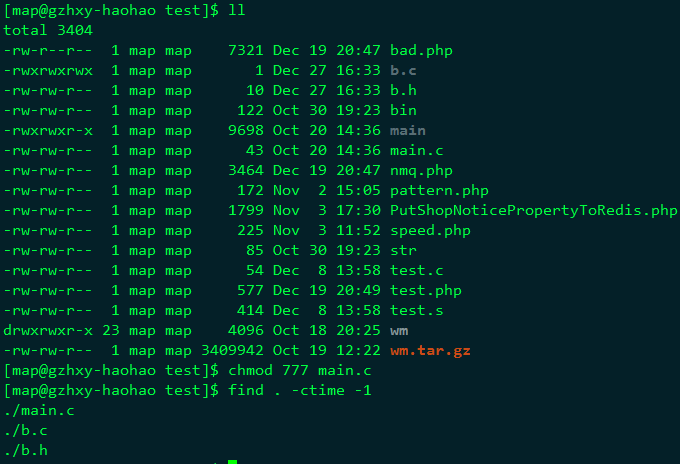 [map@gzhxy-haohao test]$ ll
total 3404
-rw-r--r--  1 map map    7321 Dec 19 20:47 bad.php
-rwxrwxrwx  1 map map       1 Dec 27 16:33 b.c
-rw-rw-r--  1 map map      10 Dec 27 16:33 b.h
-rw-rw-r--  1 map map     122 Oct 30 19:23 bin
-rwxrwxr-x  1 map map    9698 Oct 20 14:36 main
-rw-rw-r--  1 map map      43 Oct 20 14:36 main.c
-rw-rw-r--  1 map map    3464 Dec 19 20:47 nmq.php
-rw-rw-r--  1 map map     172 Nov  2 15:05 pattern.php
-rw-rw-r--  1 map map    1799 Nov  3 17:30 PutShopNoticePropertyToRedis.php
-rw-rw-r--  1 map map     225 Nov  3 11:52 speed.php
-rw-rw-r--  1 map map      85 Oct 30 19:23 str
-rw-rw-r--  1 map map      54 Dec  8 13:58 test.c
-rw-rw-r--  1 map map     577 Dec 19 20:49 test.php
-rw-rw-r--  1 map map     414 Dec  8 13:58 test.s
drwxrwxr-x 23 map map    4096 Oct 18 20:25 wm
-rw-rw-r--  1 map map 3409942 Oct 19 12:22 wm.tar.gz
[map@gzhxy-haohao test]$ chmod 777 main.c
[map@gzhxy-haohao test]$ find . -ctime -1
./main.c
./b.c
./b.h